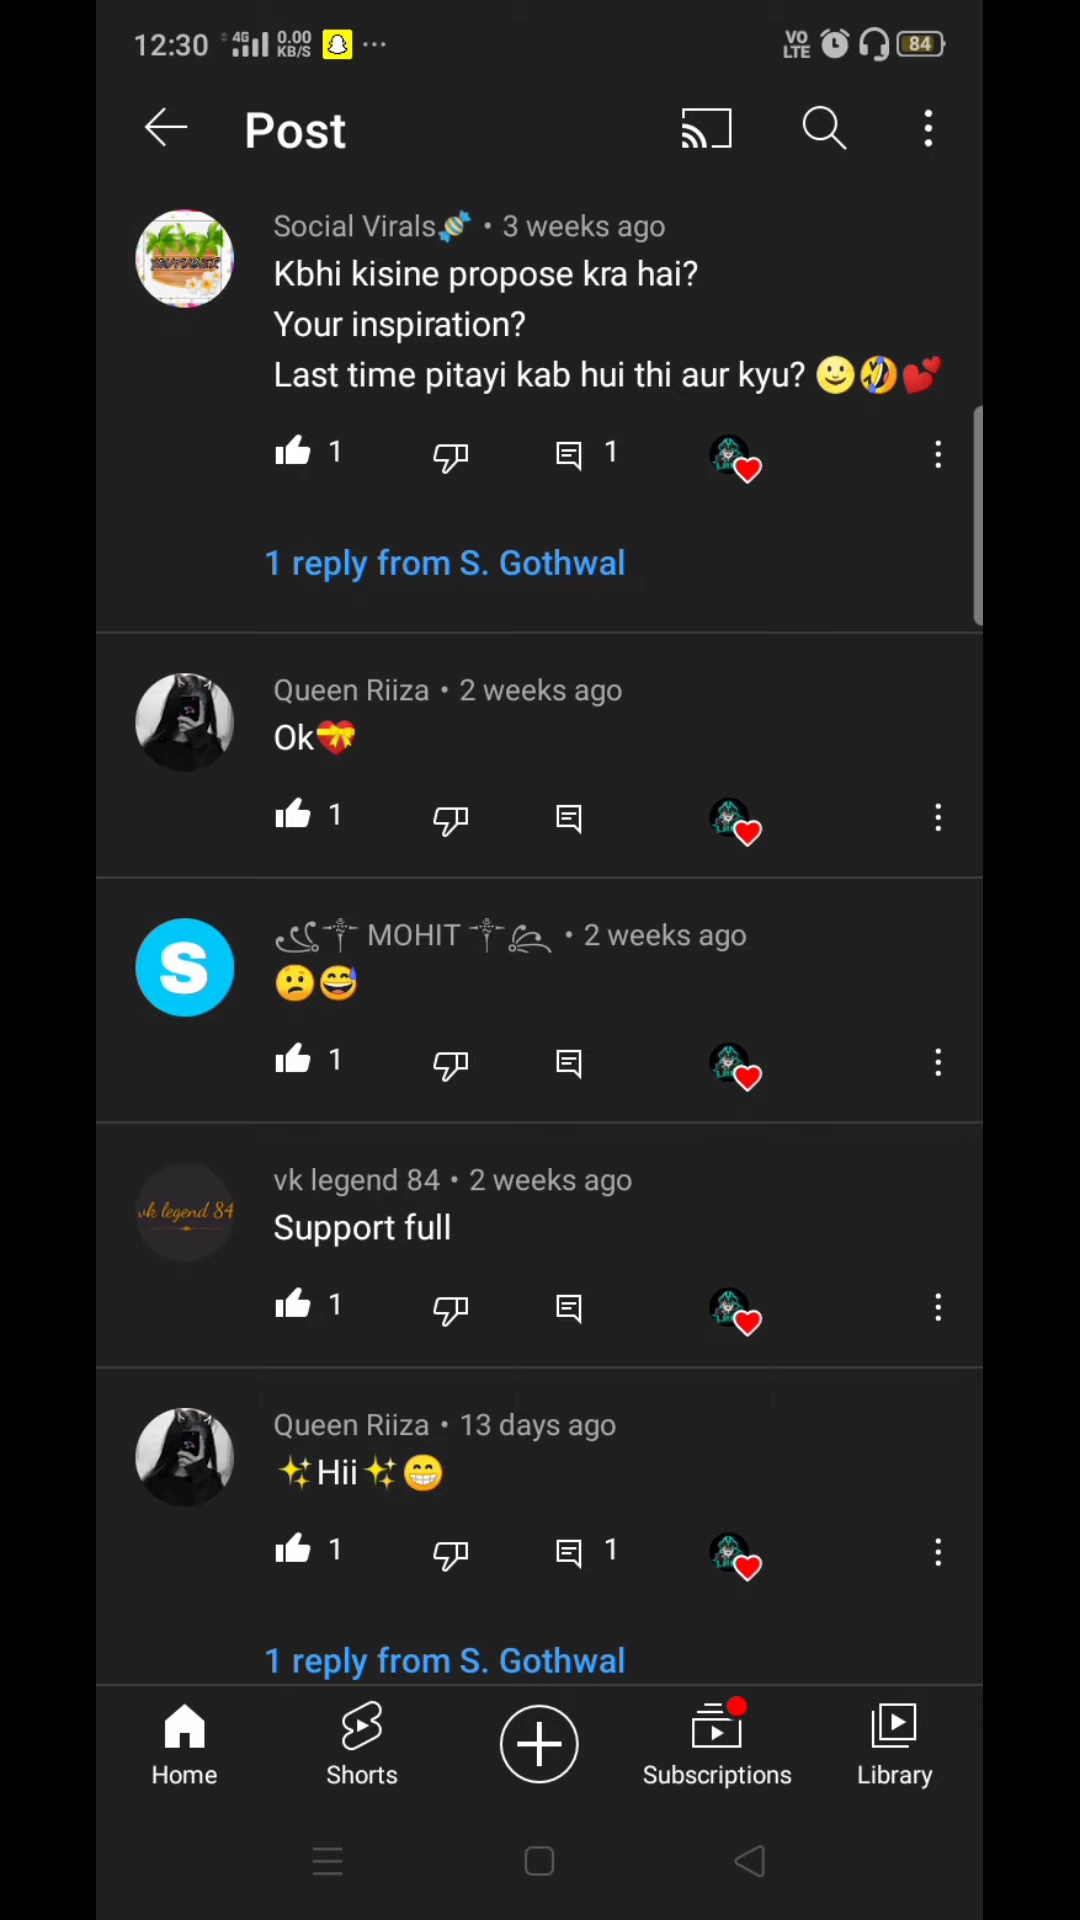 12:30 4G 0.00 KB/S VO LTE 84
Post
Social Virals🍬 • 3 weeks ago
Kbhi kisine propose kra hai?
Your inspiration?
Last time pitayi kab hui thi aur kyu? 🙂🤣💕
1 1
1 reply from S. Gothwal
Queen Riiza • 2 weeks ago
Ok💝
1
S
MOHIT • 2 weeks ago
😟😅
1
vk legend 84
vk legend 84 • 2 weeks ago
Support full
1
Queen Riiza • 13 days ago
✨Hii✨😁
1 1
1 reply from S. Gothwal
Home Shorts Subscriptions Library